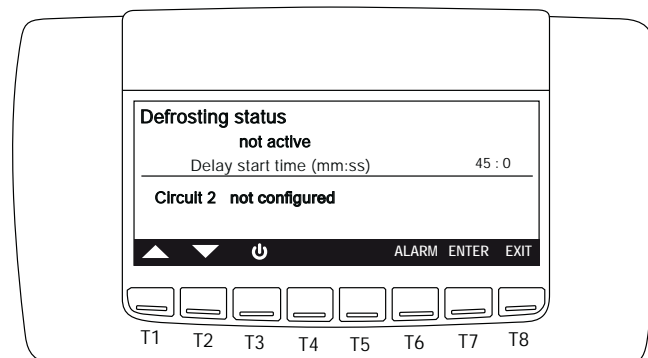 Defrosting status
not active
Delay start time (mm:ss) 45 : 0
Circuit 2 not configured
ALARM ENTER EXIT
T1 T2 T3 T4 T5 T6 T7 T8